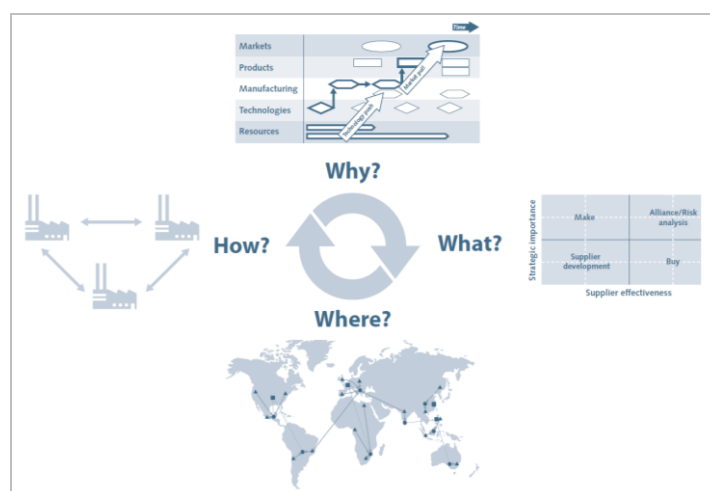 Time
Markets
Products
Manufacturing
Technologies
Resources
Technology push
Market pull
Why?
How?
What?
Where?
Strategic importance
Make
Alliance/Risk
analysis
Supplier
development
Buy
Supplier effectiveness